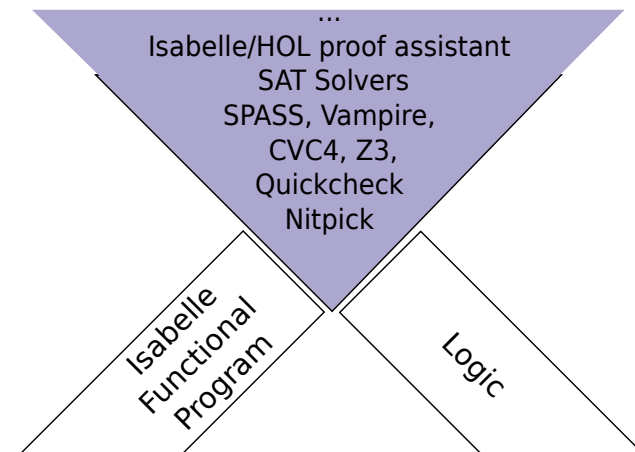 ...
Isabelle/HOL proof assistant
SAT Solvers
SPASS, Vampire,
CVC4, Z3,
Quickcheck
Nitpick
Isabelle
Functional
Program
Logic